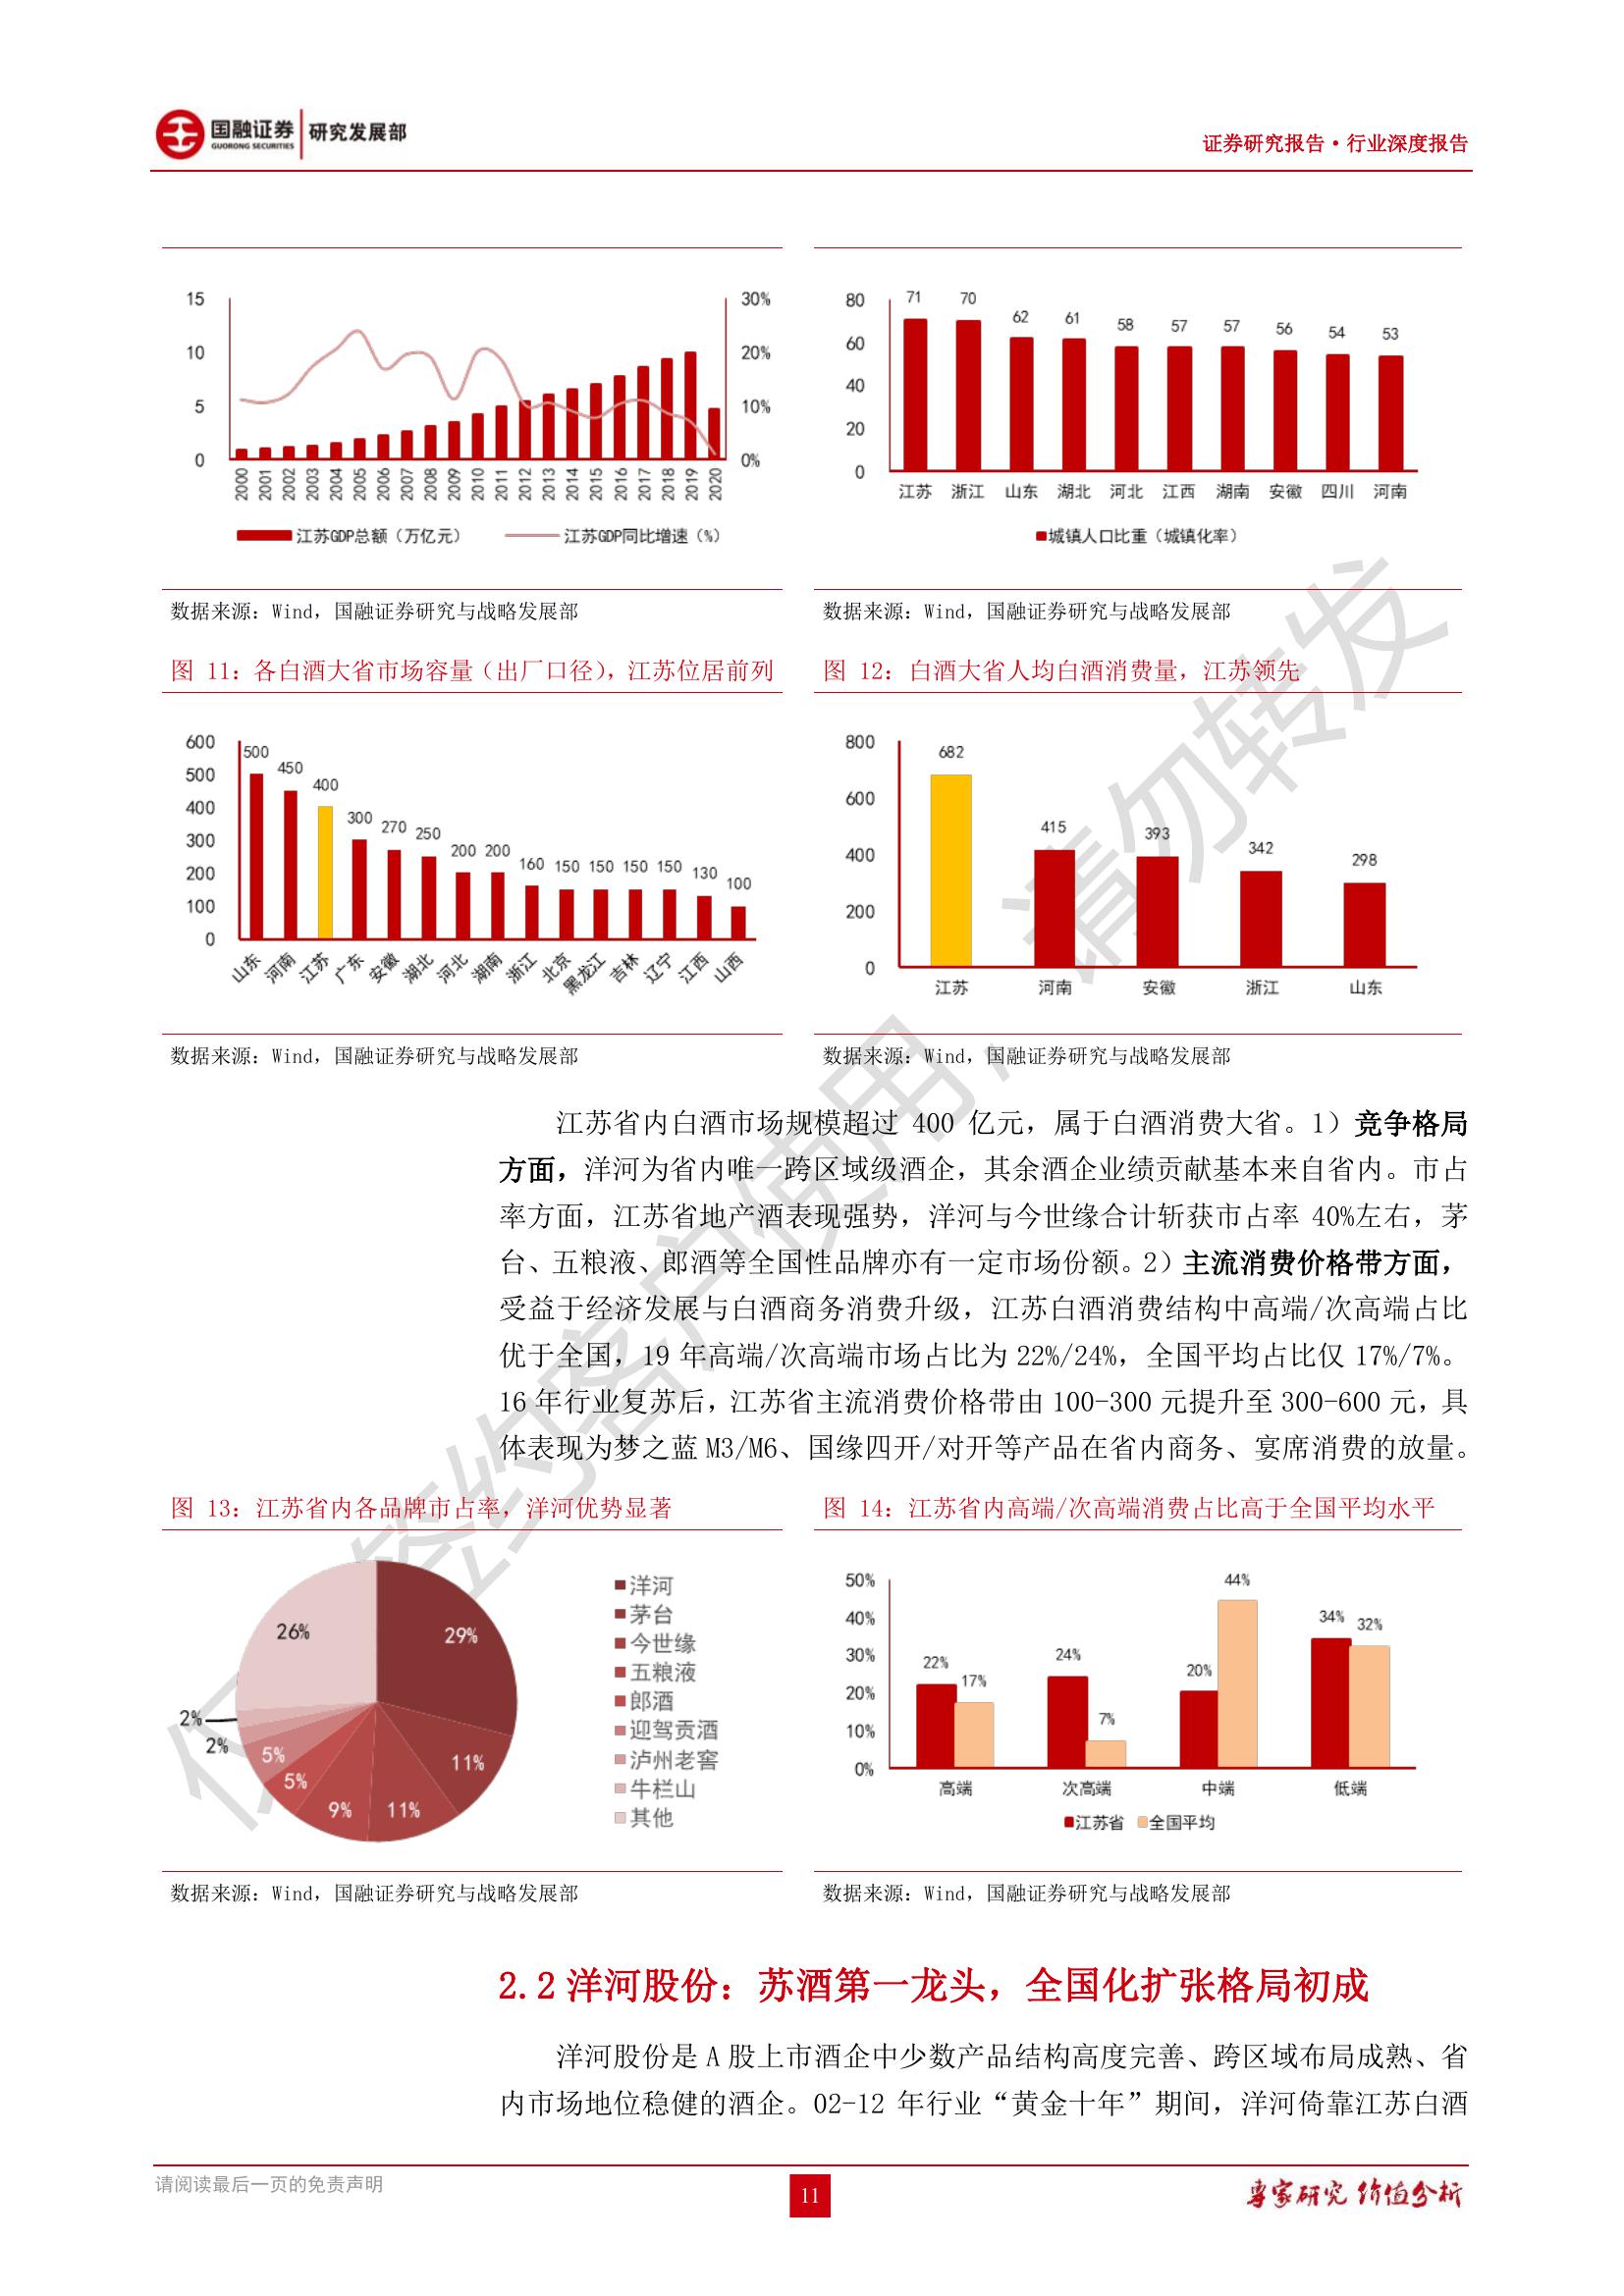 国融证券
GUORONG SECURITIES
研究发展部
证券研究报告·行业深度报告
15
10
5
0
30%
20%
10%
0%
2000 2001 2002 2003 2004 2005 2006 2007 2008 2009 2010 2011 2012 2013 2014 2015 2016 2017 2018 2019 2020
江苏GDP总额（万亿元） 江苏GDP同比增速（%）
数据来源：Wind，国融证券研究与战略发展部
80
60
40
20
0
71 70 62 61 58 57 57 56 54 53
江苏 浙江 山东 湖北 河北 江西 湖南 安徽 四川 河南
城镇人口比重（城镇化率）
数据来源：Wind，国融证券研究与战略发展部
图 11：各白酒大省市场容量（出厂口径），江苏位居前列
600
500
400
300
200
100
0
500 450 400 300 270 250 200 200 160 150 150 150 150 130 100
山东 河南 江苏 广东 安徽 湖北 河北 湖南 浙江 北京 黑龙江 吉林 辽宁 江西 山西
数据来源：Wind，国融证券研究与战略发展部
图 12：白酒大省人均白酒消费量，江苏领先
800
600
400
200
0
682 415 393 342 298
江苏 河南 安徽 浙江 山东
数据来源：Wind，国融证券研究与战略发展部
江苏省内白酒市场规模超过 400 亿元，属于白酒消费大省。1）竞争格局
方面，洋河为省内唯一跨区域级酒企，其余酒企业绩贡献基本来自省内。市占
率方面，江苏省地产酒表现强势，洋河与今世缘合计斩获市占率 40%左右，茅
台、五粮液、郎酒等全国性品牌亦有一定市场份额。2）主流消费价格带方面，
受益于经济发展与白酒商务消费升级，江苏白酒消费结构中高端/次高端占比
优于全国，19 年高端/次高端市场占比为 22%/24%，全国平均占比仅 17%/7%。
16 年行业复苏后，江苏省主流消费价格带由 100-300 元提升至 300-600 元，具
体表现为梦之蓝 M3/M6、国缘四开/对开等产品在省内商务、宴席消费的放量。
图 13：江苏省内各品牌市占率，洋河优势显著
29%
11%
11%
9%
5%
5%
2%
2%
26%
洋河
茅台
今世缘
五粮液
郎酒
迎驾贡酒
泸州老窖
牛栏山
其他
数据来源：Wind，国融证券研究与战略发展部
图 14：江苏省内高端/次高端消费占比高于全国平均水平
50%
40%
30%
20%
10%
0%
22% 17% 24% 7% 20% 44% 34% 32%
高端 次高端 中端 低端
江苏省 全国平均
数据来源：Wind，国融证券研究与战略发展部
2.2 洋河股份：苏酒第一龙头，全国化扩张格局初成
洋河股份是 A 股上市酒企中少数产品结构高度完善、跨区域布局成熟、省
内市场地位稳健的酒企。02-12 年行业“黄金十年”期间，洋河倚靠江苏白酒
请阅读最后一页的免责声明
11
专家研究 价值分析
仅签约客户使用，请勿转发